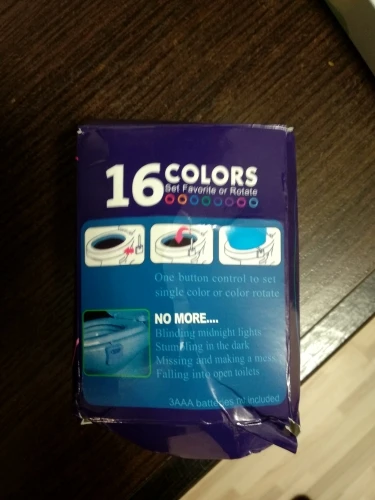 16 COLORS
Set Favorite or Rotate
One button control to set
single color or color rotate
NO MORE....
Blinding midnight lights
Stumbling in the dark
Missing and making a mess
Falling into open toilets
3AAA batteries not included